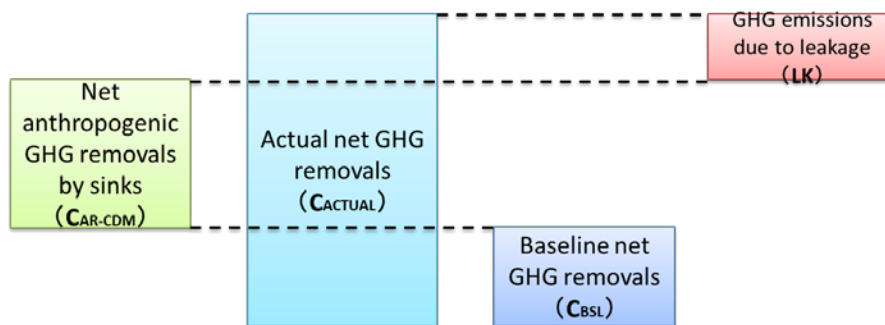 Net
anthropogenic
GHG removals
by sinks
（CAR-CDM）
Actual net GHG
removals
（CACTUAL）
Baseline net
GHG removals
（CBSL）
GHG emissions
due to leakage
（LK）